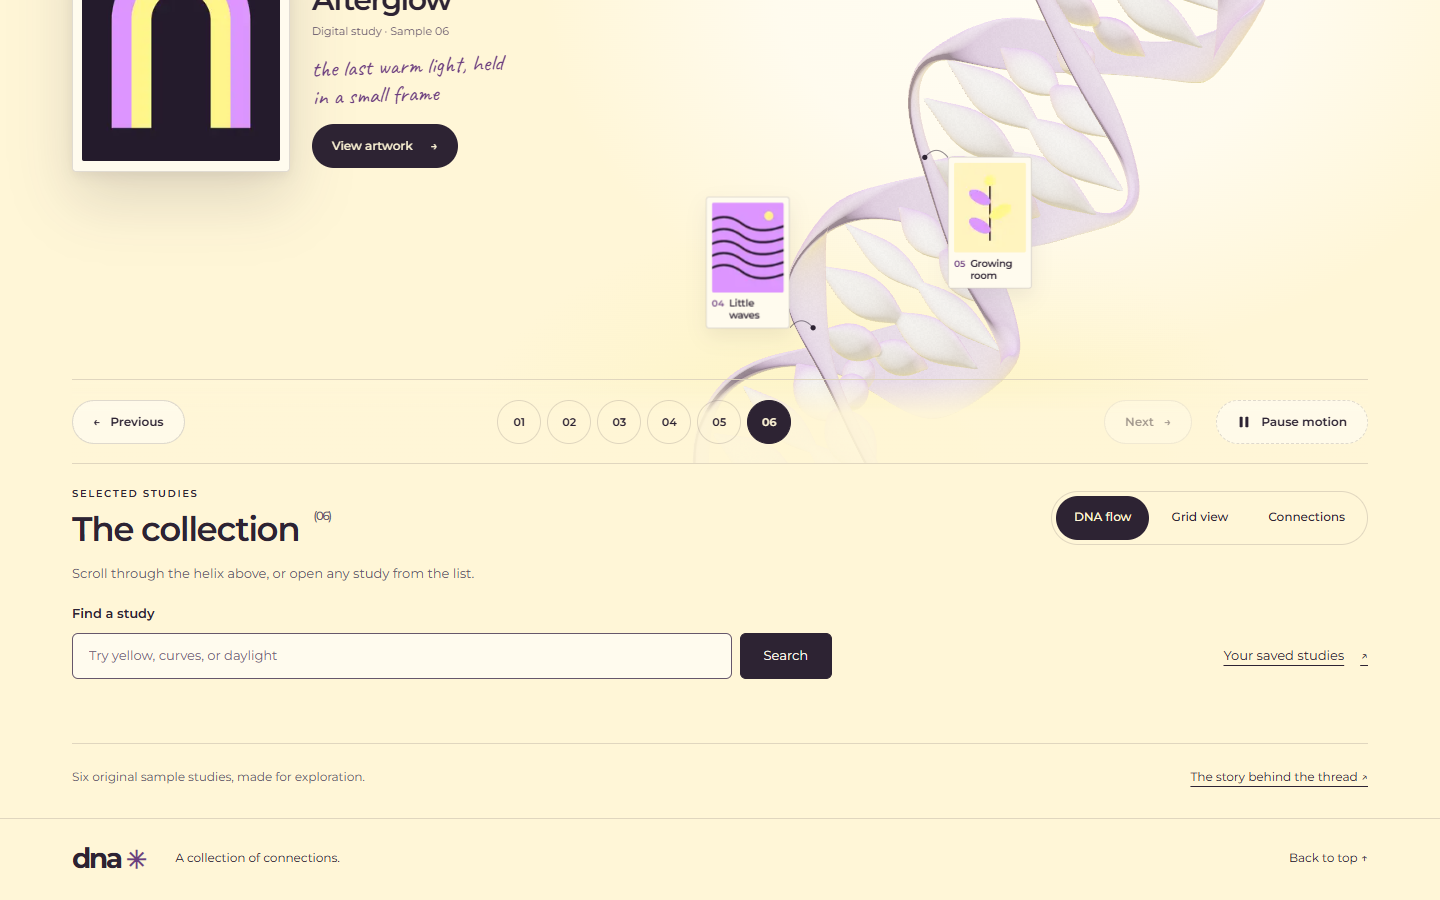 Afterglow
Digital study · Sample 06
the last warm light, held
in a small frame
View artwork →
04 Little
waves
05 Growing
room
← Previous
01 02 03 04 05 06
Next →
Pause motion
SELECTED STUDIES
The collection (06)
DNA flow
Grid view
Connections
Scroll through the helix above, or open any study from the list.
Find a study
Try yellow, curves, or daylight
Search
Your saved studies ↗
Six original sample studies, made for exploration.
The story behind the thread ↗
dna
A collection of connections.
Back to top ↑